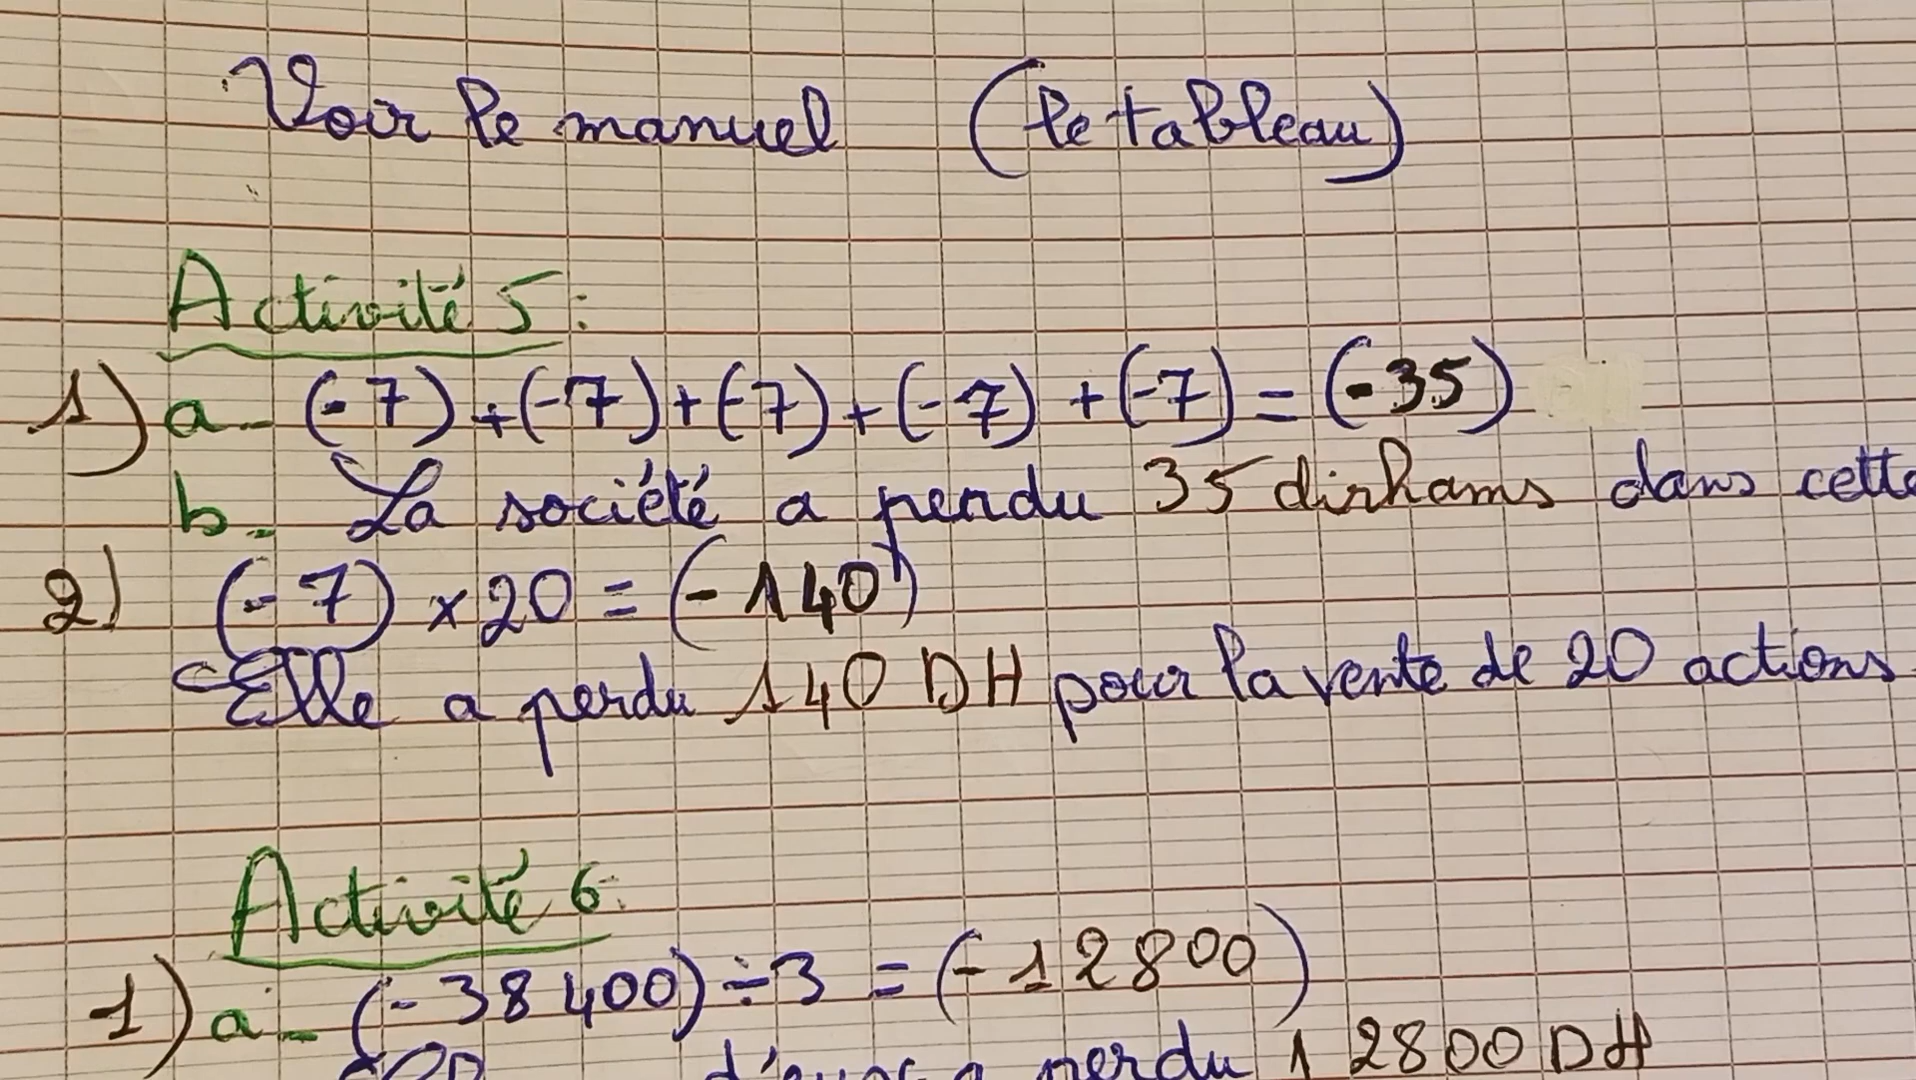 Voir le manuel (le tableau)
Activité 5 :
1) a- (-7) + (-7) + (-7) + (-7) + (-7) = (-35)
b- La société a perdu 35 dirhams dans cette
2) (-7) × 20 = (-140)
Elle a perdu 140 DH pour la vente de 20 actions
Activité 6 :
1) a- (-38 400) ÷ 3 = (-12800)
a perdu 12800 DH